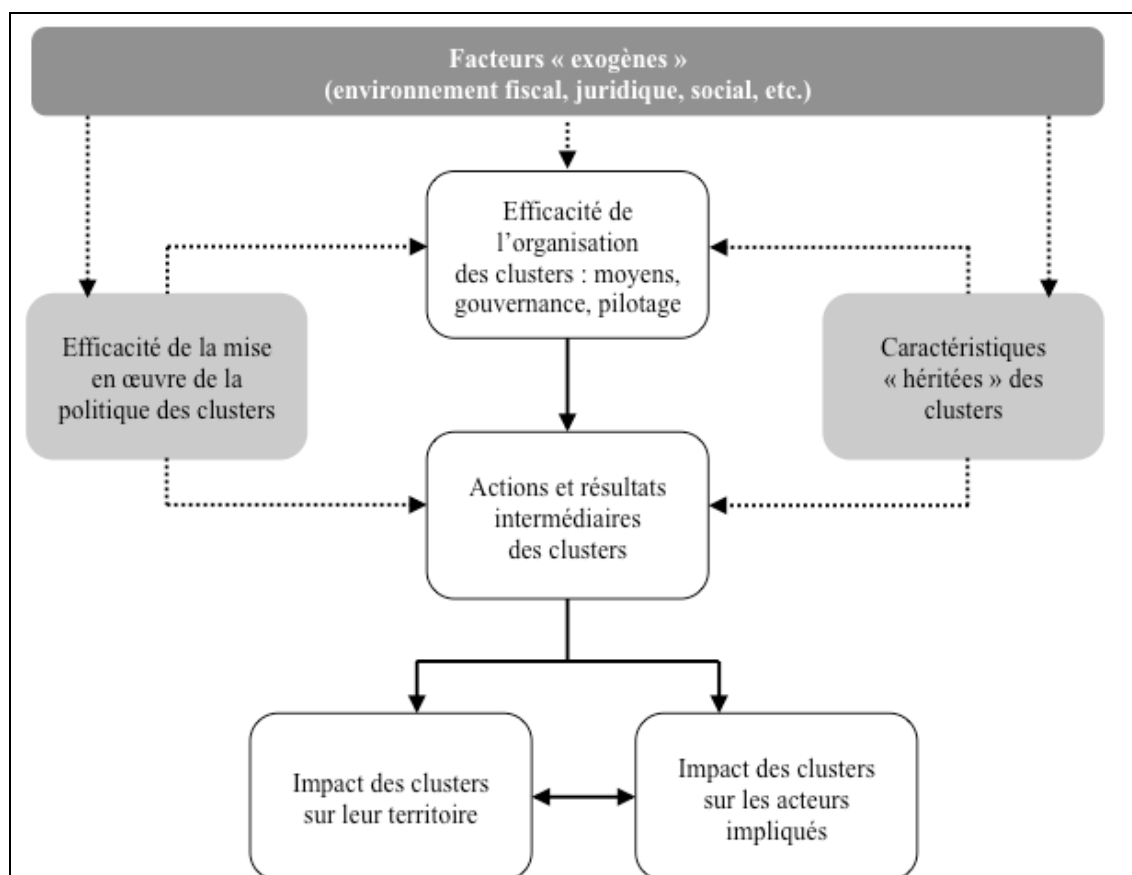 Facteurs « exogènes »
(environnement fiscal, juridique, social, etc.)
Efficacité de
l’organisation
des clusters : moyens,
gouvernance, pilotage
Efficacité de la mise
en œuvre de la
politique des clusters
Caractéristiques
« héritées » des
clusters
Actions et résultats
intermédiaires
des clusters
Impact des clusters
sur leur territoire
Impact des clusters
sur les acteurs
impliqués